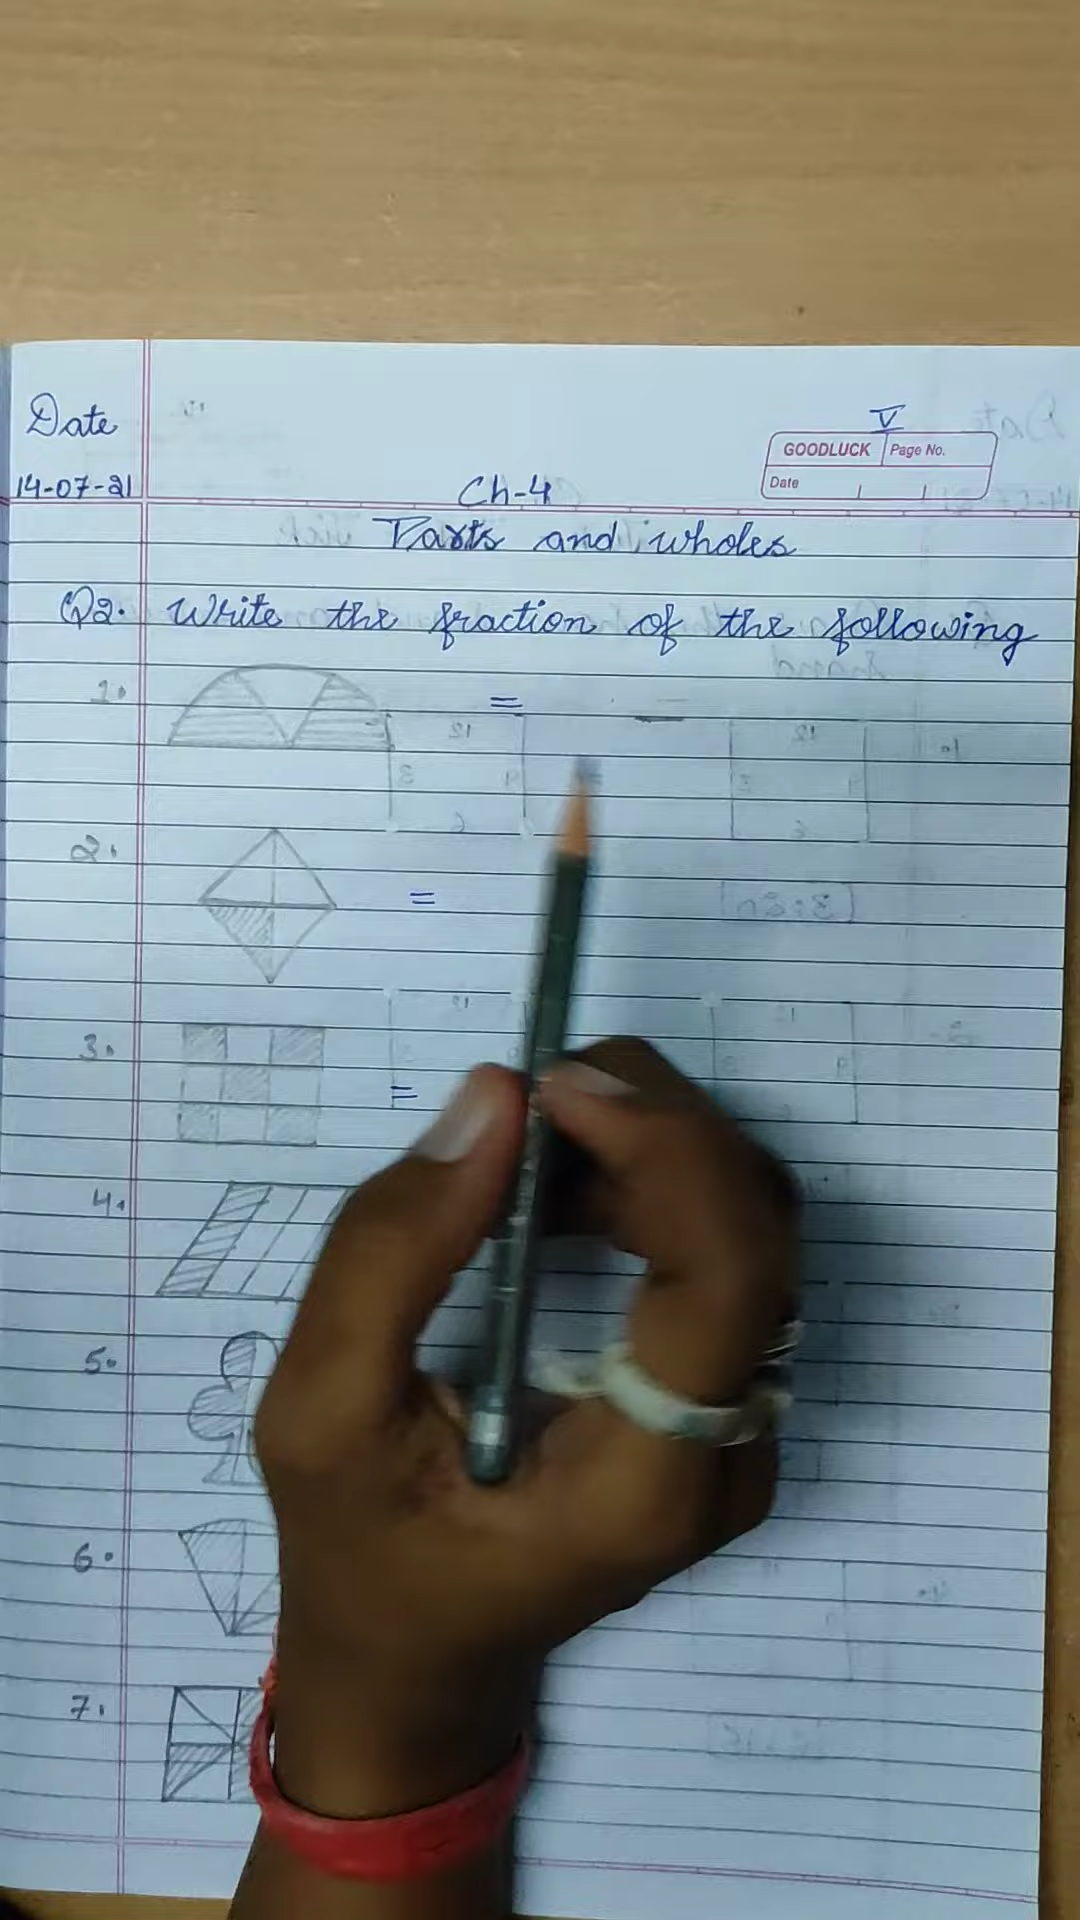 Date
V
GOODLUCK Page No.
Date
14-07-21
Ch-4
Parts and wholes
Q2. Write the fraction of the following
1. =
2. =
3. =
4.
5.
6.
7.